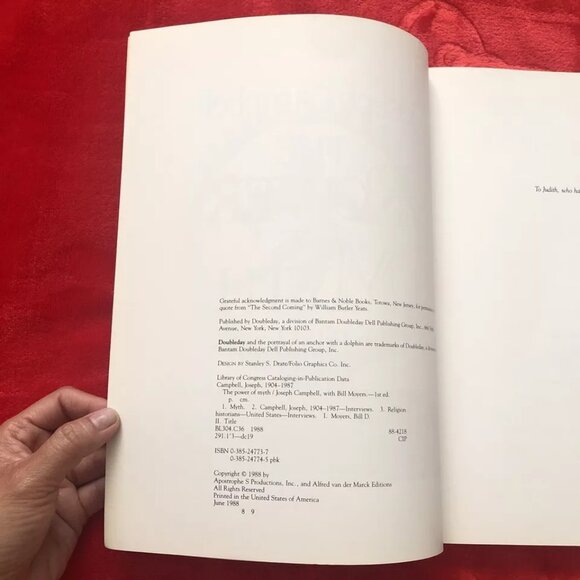 Grateful acknowledgment is made to Barnes & Noble Books, Totowa, New Jersey, for permission
quote from "The Second Coming" by William Butler Yeats.
Published by Doubleday, a division of Bantam Doubleday Dell Publishing Group, Inc.,
Avenue, New York, New York 10103.
Doubleday and the portrayal of an anchor with a dolphin are trademarks of Doubleday, a
Bantam Doubleday Dell Publishing Group, Inc.
DESIGN BY Stanley S. Drate/Folio Graphics Co. Inc.
Library of Congress Cataloging-in-Publication Data
Campbell, Joseph, 1904–1987
The power of myth / Joseph Campbell, with Bill Moyers.—1st ed.
p. cm.
1. Myth. 2. Campbell, Joseph, 1904–1987—Interviews. 3. Religion
historians—United States—Interviews. I. Moyers, Bill D.
II. Title
BL304.C36 1988 88-4218
291.1'3—dc19 CIP
ISBN 0-385-24773-7
0-385-24774-5 pbk
Copyright © 1988 by
Apostrophe S Productions, Inc., and Alfred van der Marck Editions
All Rights Reserved
Printed in the United States of America
June 1988
8 9
To Judith, who ha